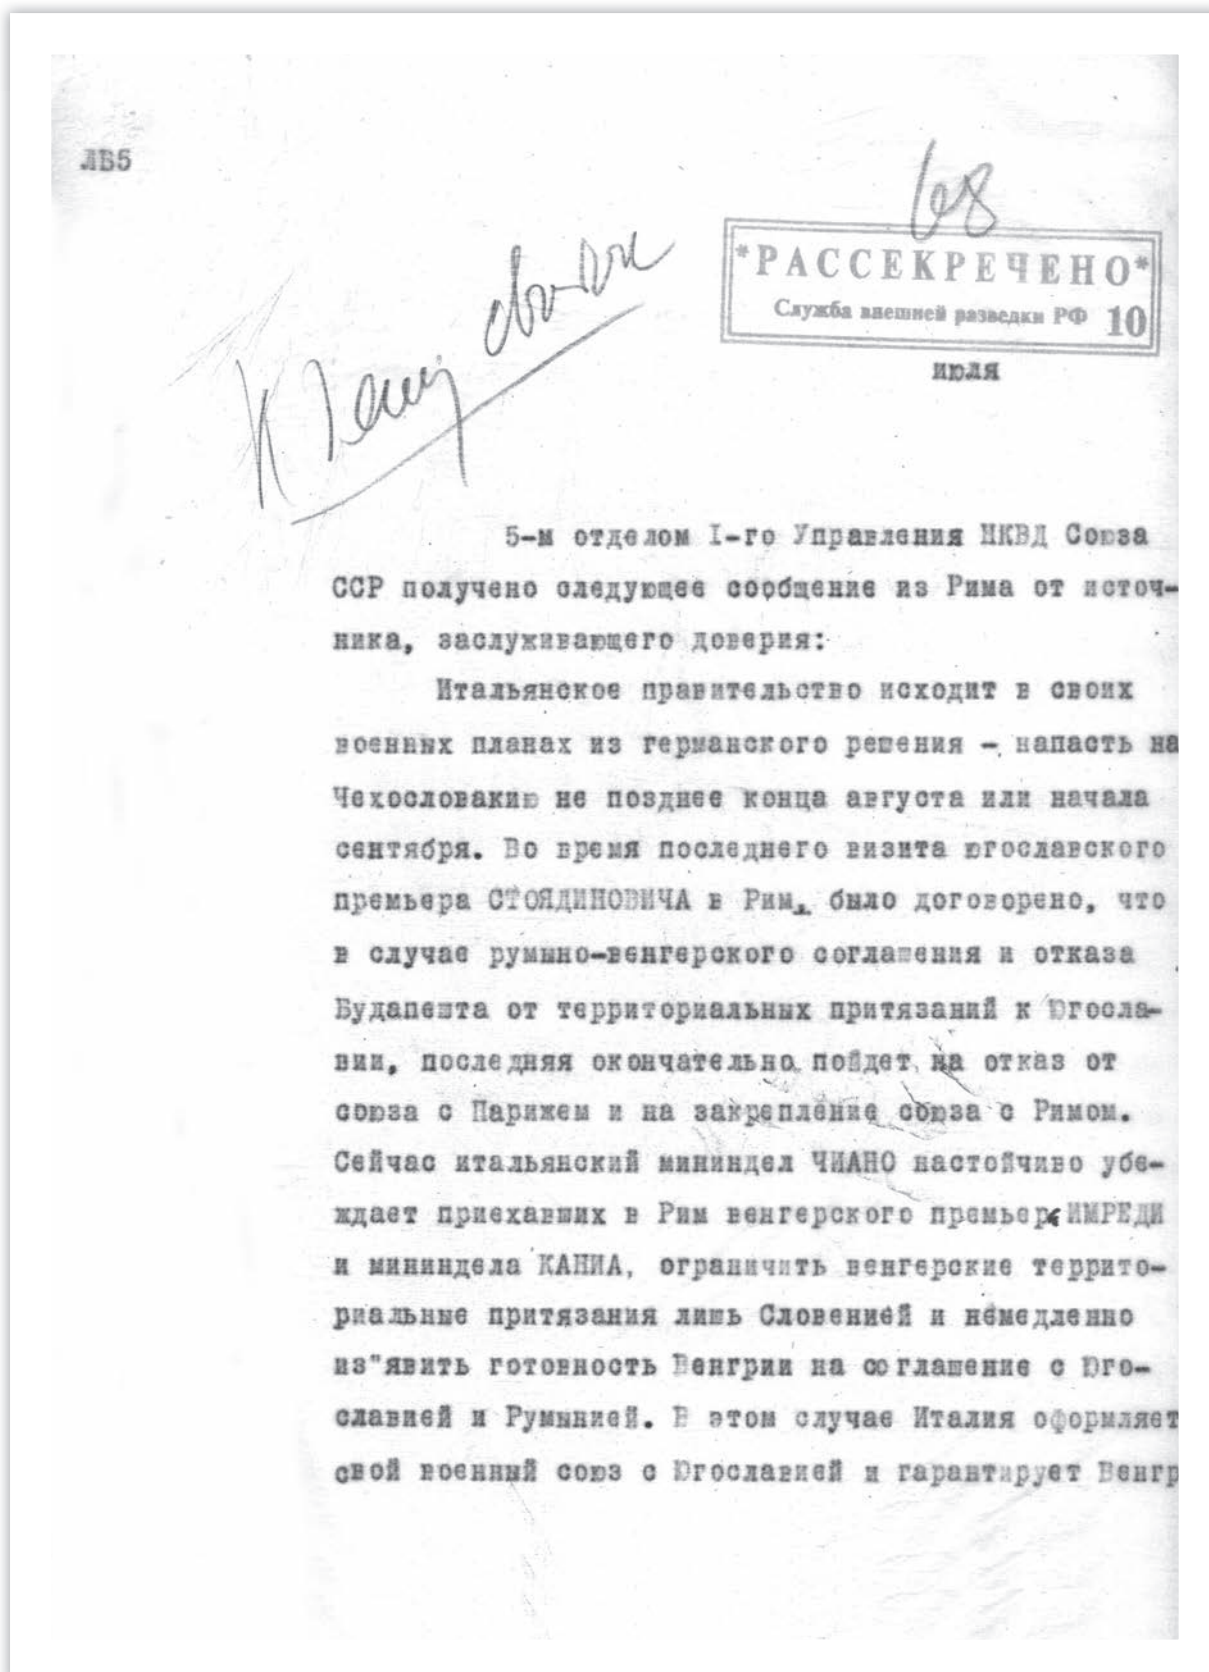 ЛБ5
68
*РАССЕКРЕЧЕНО*
Служба внешней разведки РФ 10
июля
К
5-м отделом I-го Управления НКВД Союза
ССР получено следующее сообщение из Рима от источ-
ника, заслуживающего доверия:
Итальянское правительство исходит в своих
военных планах из германского решения - напасть на
Чехословакию не позднее конца августа или начала
сентября. Во время последнего визита югославского
премьера СТОЯДИНОВИЧА в Рим, было договорено, что
в случае румыно-венгерского соглашения и отказа
Будапешта от территориальных притязаний к Югосла-
вии, последняя окончательно пойдет на отказ от
союза с Парижем и на закрепление союза с Римом.
Сейчас итальянский мининдел ЧИАНО настойчиво убе-
ждает приехавших в Рим венгерского премьера ИМРЕДИ
и мининдела КАНИА, ограничить венгерские террито-
риальные притязания лишь Словенией и немедленно
из"явить готовность Венгрии на соглашение с Юго-
славией и Румынией. В этом случае Италия оформляет
свой военный союз с Югославией и гарантирует Венгр